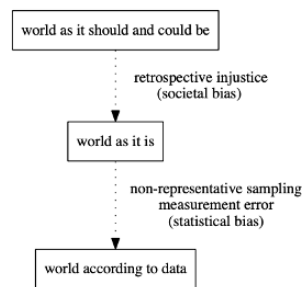 world as it should and could be
retrospective injustice
(societal bias)
world as it is
non-representative sampling
measurement error
(statistical bias)
world according to data